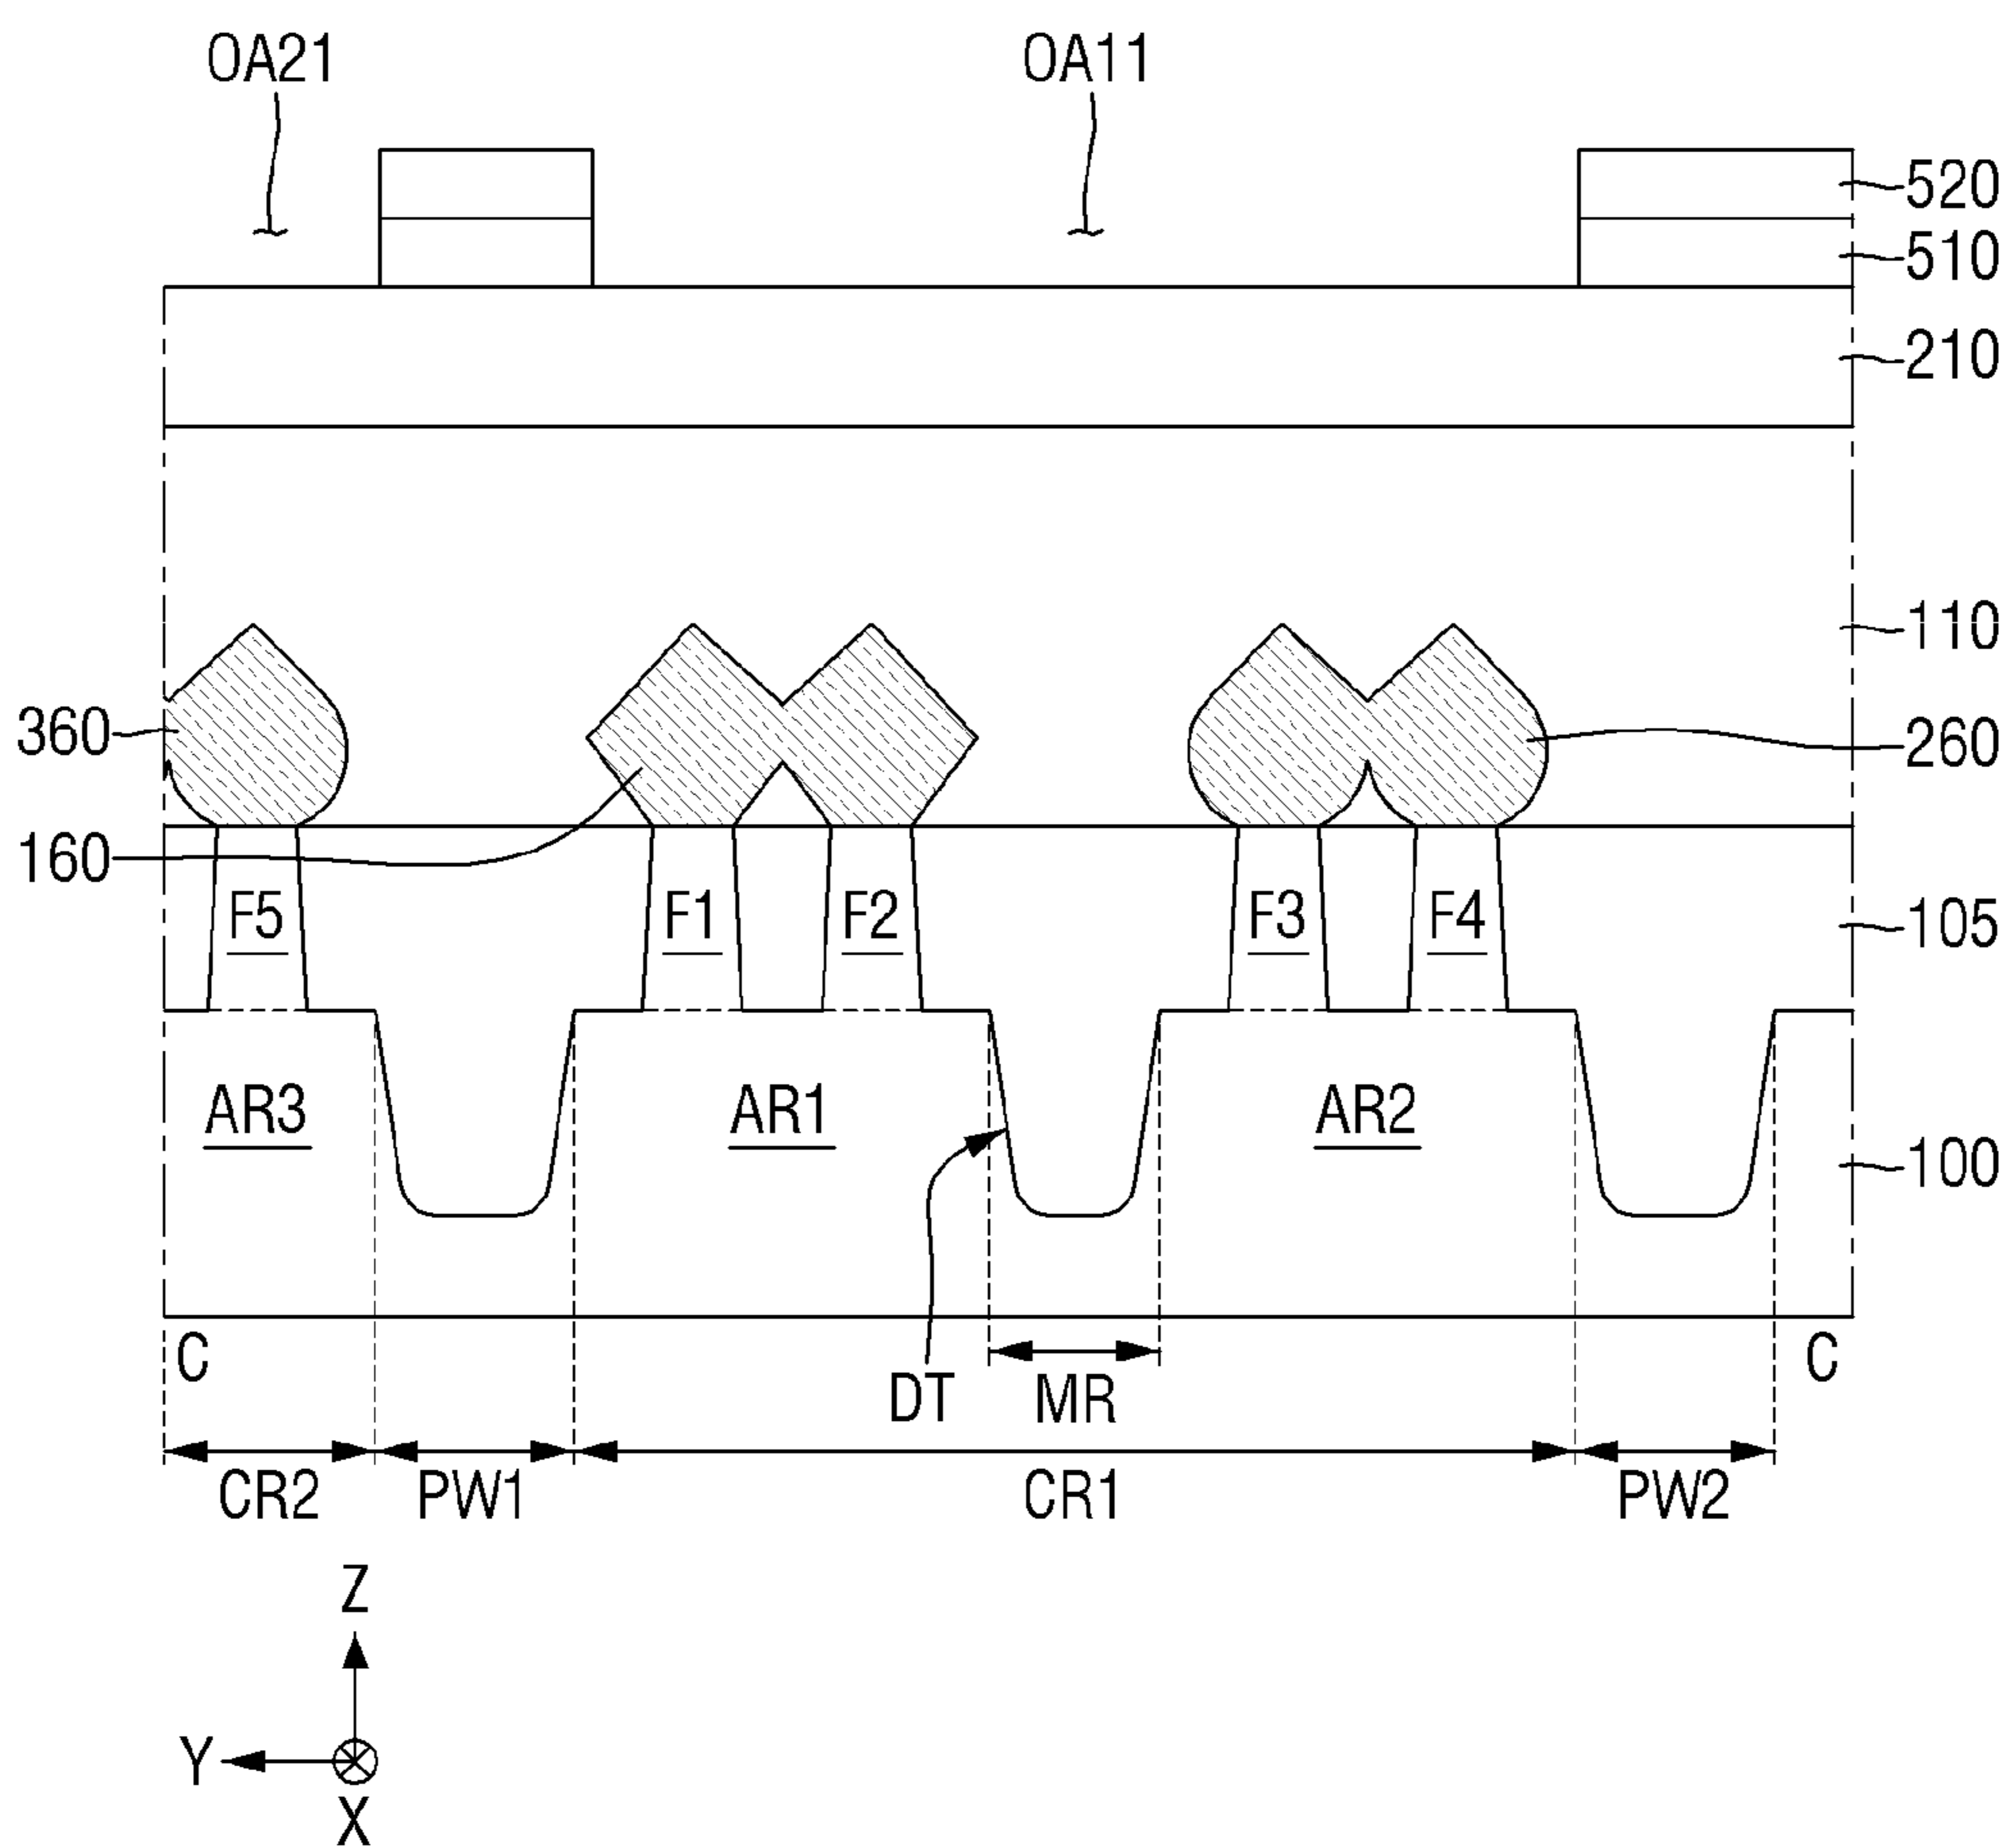 OA21 OA11
520
510
210
110
360 260
160
F5 F1 F2 F3 F4 105
AR3 AR1 AR2
100
C C
DT MR
CR2 PW1 CR1 PW2
Z
Y
X